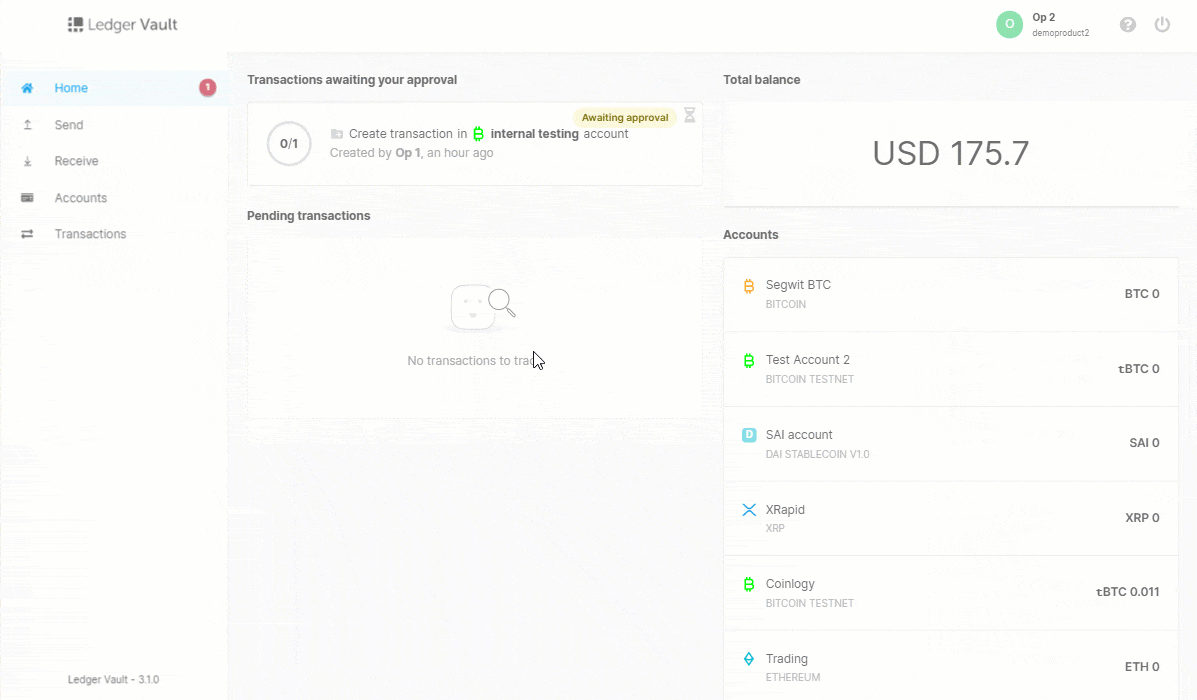 Ledger Vault
O
Op 2
demoproduct2
?
Home
1
Send
Receive
Accounts
Transactions
Ledger Vault - 3.1.0
Transactions awaiting your approval
Awaiting approval
0/1
Create transaction in internal testing account
Created by Op 1, an hour ago
Pending transactions
No transactions to trac
Total balance
USD 175.7
Accounts
Segwit BTC
BITCOIN
BTC 0
Test Account 2
BITCOIN TESTNET
tBTC 0
D
SAI account
DAI STABLECOIN V1.0
SAI 0
XRapid
XRP
XRP 0
Coinlogy
BITCOIN TESTNET
tBTC 0.011
Trading
ETHEREUM
ETH 0